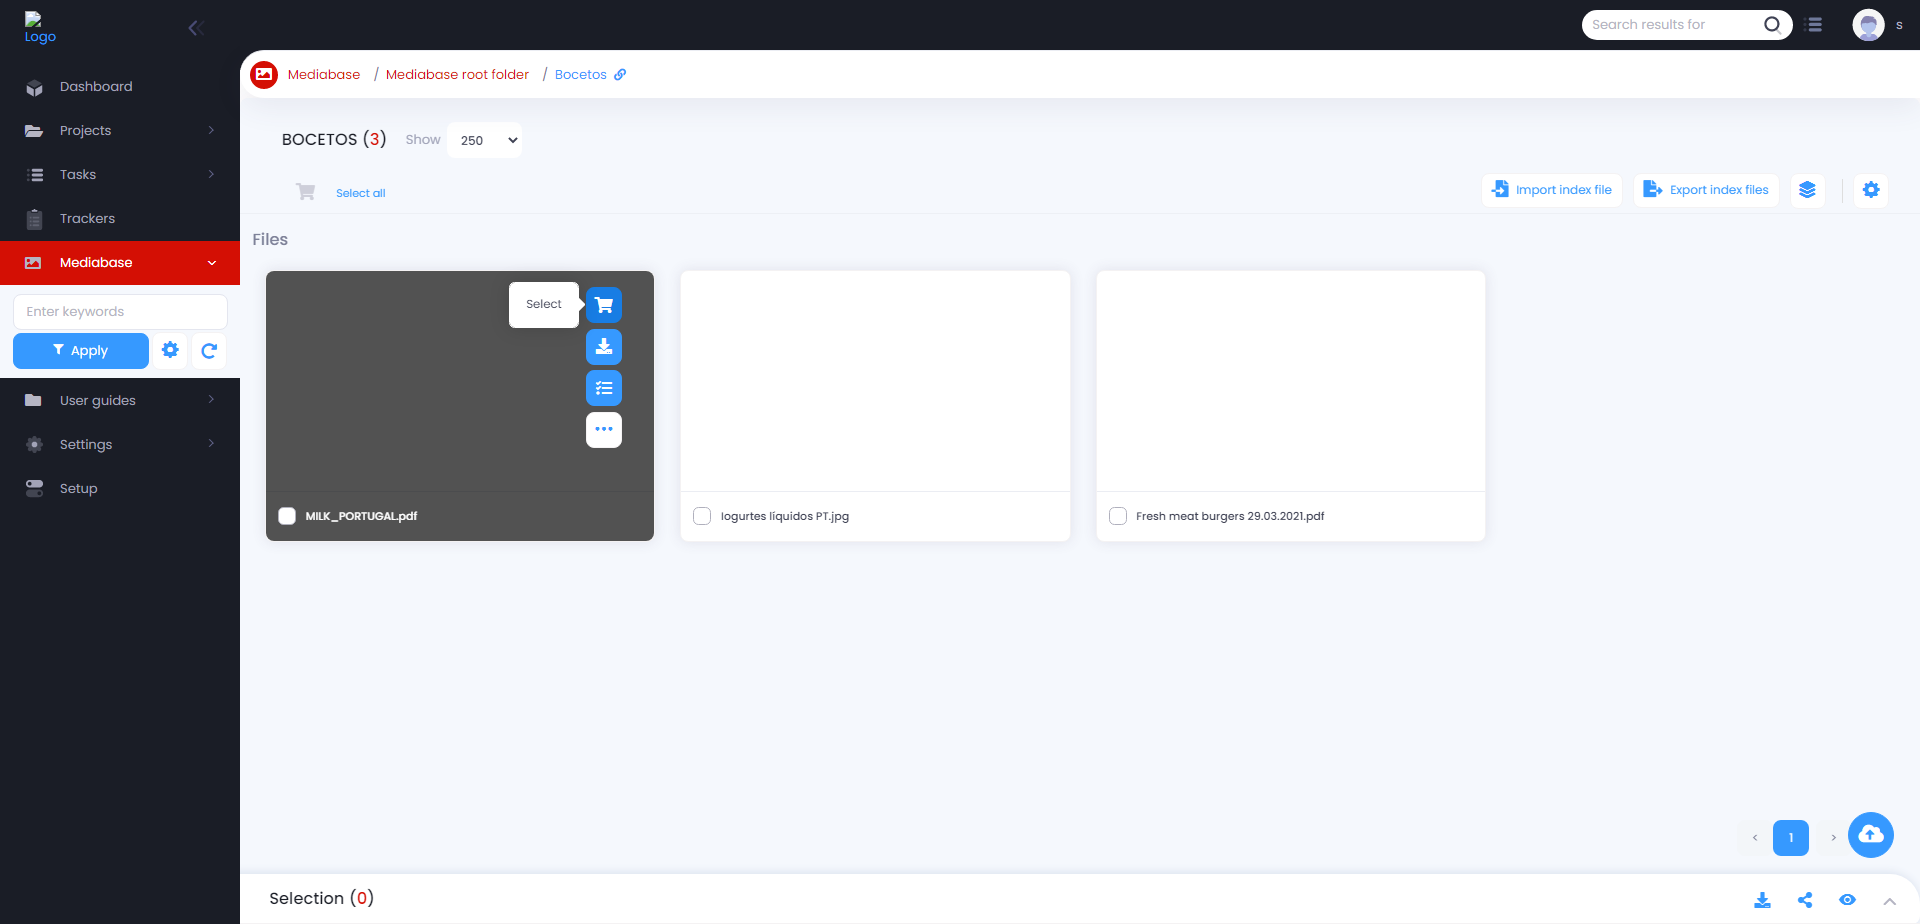 Logo
Search results for
s
Dashboard
Projects
Tasks
Trackers
Mediabase
Enter keywords
Apply
User guides
Settings
Setup
Mediabase / Mediabase root folder / Bocetos
BOCETOS (3) Show 250
Select all
Import index file
Export index files
Files
Select
MILK_PORTUGAL.pdf
Iogurtes líquidos PT.jpg
Fresh meat burgers 29.03.2021.pdf
‹ 1 ›
Selection (0)